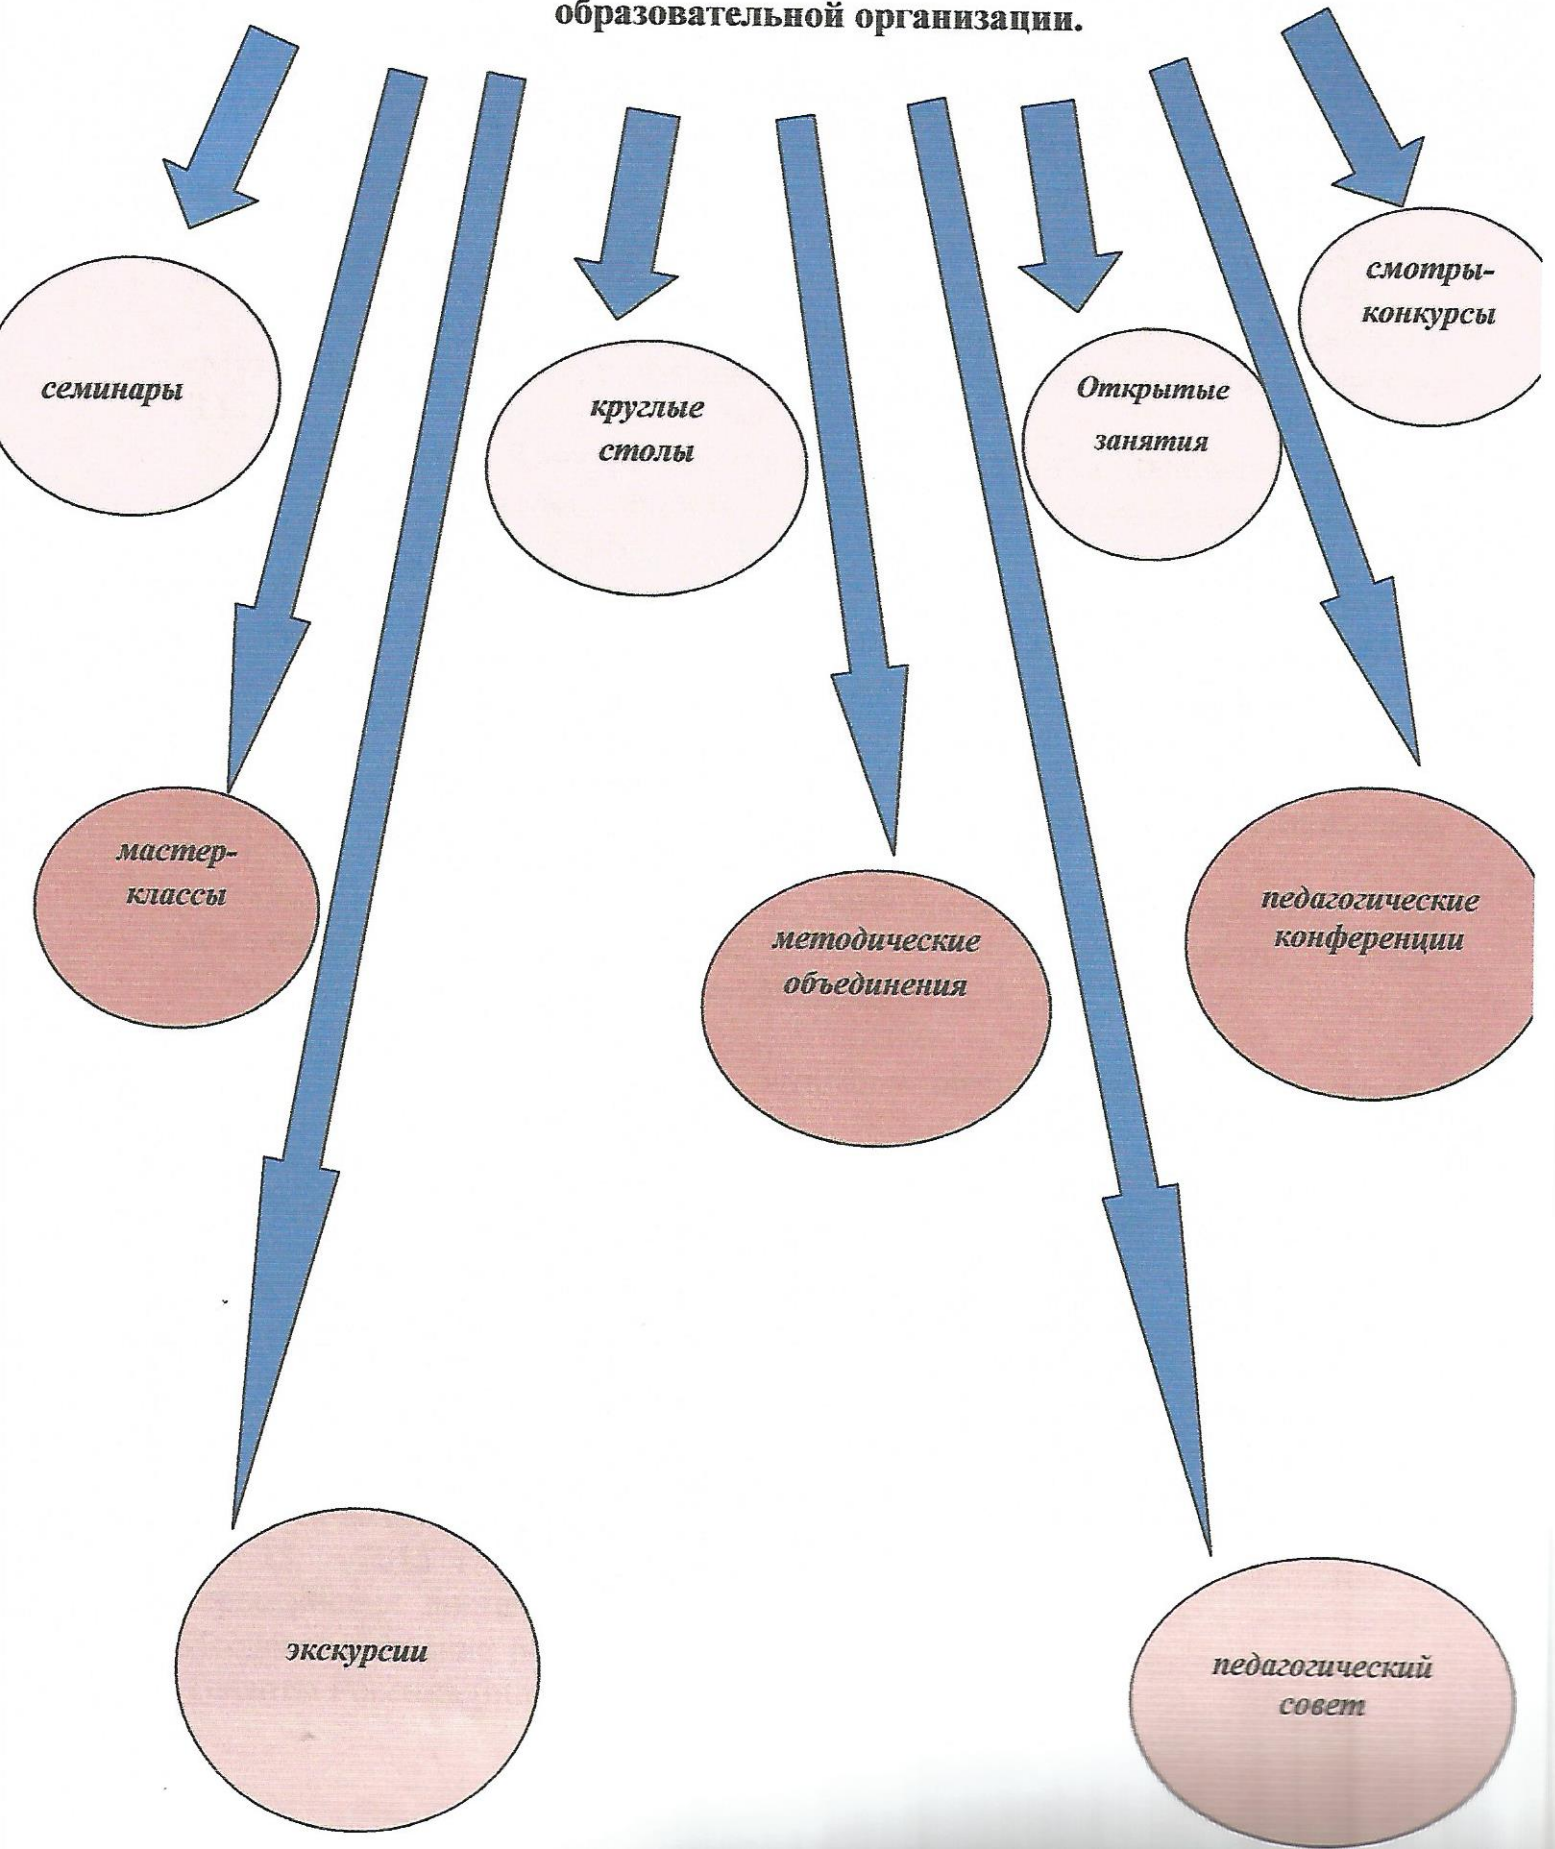 образовательной организации.
смотры-
конкурсы
семинары
круглые
столы
Открытые
занятия
мастер-
классы
методические
объединения
педагогические
конференции
экскурсии
педагогический
совет